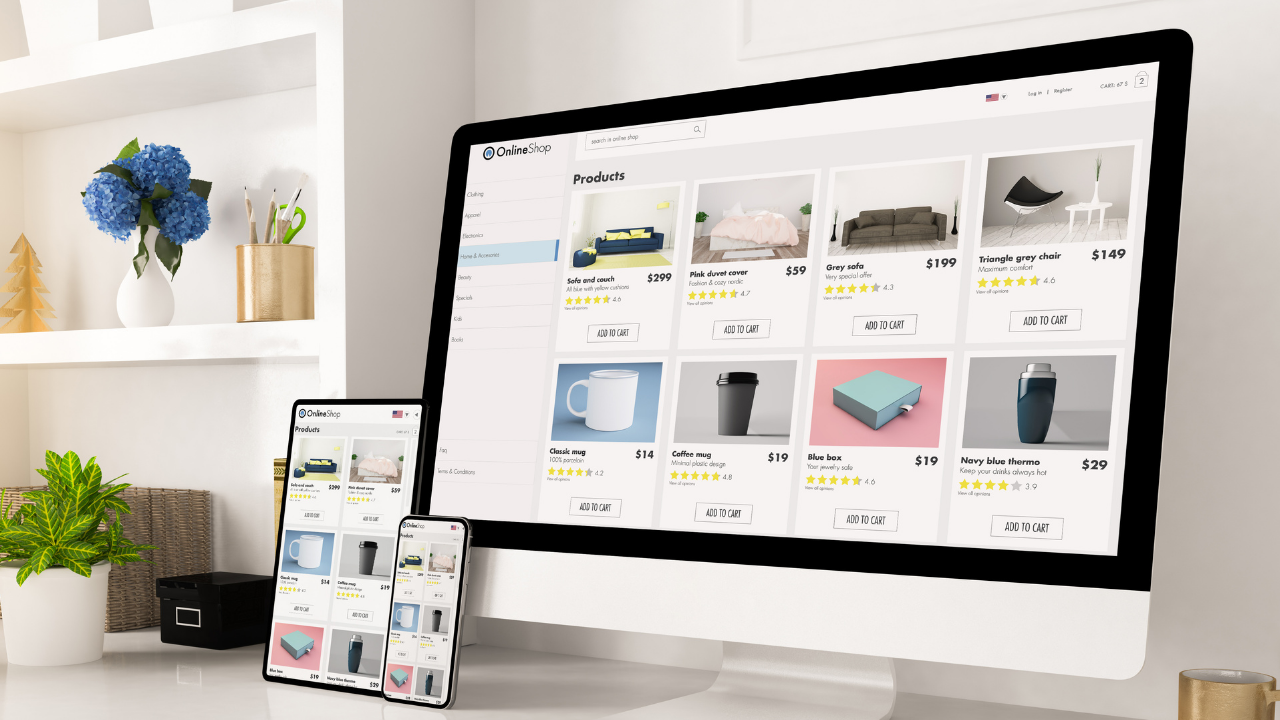 OnlineShop
search in online shop
Log in | Register
CART: 67 $
2
Clothing
Apparel
Electronics
Home & Accesories
Beauty
Specials
Kids
Books
Faq
Terms & Conditions
Products
Sofa and couch $299
All blue with yellow cushions
4.6
View all opinions
ADD TO CART
Pink duvet cover $59
Fashion & cozy nordic
4.7
View all opinions
ADD TO CART
Grey sofa $199
Very special offer
4.3
View all opinions
ADD TO CART
Triangle grey chair $149
Maximum comfort
4.6
View all opinions
ADD TO CART
Classic mug $14
100% porcelain
4.2
View all opinions
ADD TO CART
Coffee mug $19
Minimal plastic design
4.8
View all opinions
ADD TO CART
Blue box $19
Your jewelry safe
4.6
View all opinions
ADD TO CART
Navy blue thermo $29
Keep your drinks always hot
3.9
View all opinions
ADD TO CART
OnlineShop
Products
Sofa and couch $299
ADD TO CART
Pink duvet cover $59
ADD TO CART
Classic mug $14
ADD TO CART
Coffee mug $19
ADD TO CART
Blue box $19
Navy blue thermo $29
OnlineShop
Products